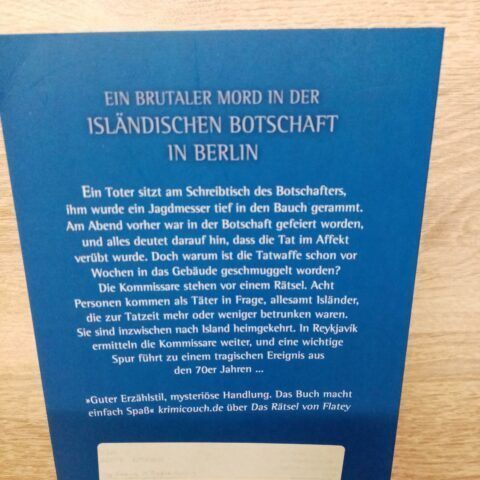 EIN BRUTALER MORD IN DER
ISLÄNDISCHEN BOTSCHAFT
IN BERLIN
Ein Toter sitzt am Schreibtisch des Botschafters,
ihm wurde ein Jagdmesser tief in den Bauch gerammt.
Am Abend vorher war in der Botschaft gefeiert worden,
und alles deutet darauf hin, dass die Tat im Affekt
verübt wurde. Doch warum ist die Tatwaffe schon vor
Wochen in das Gebäude geschmuggelt worden?
Die Kommissare stehen vor einem Rätsel. Acht
Personen kommen als Täter in Frage, allesamt Isländer,
die zur Tatzeit mehr oder weniger betrunken waren.
Sie sind inzwischen nach Island heimgekehrt. In Reykjavík
ermitteln die Kommissare weiter, und eine wichtige
Spur führt zu einem tragischen Ereignis aus
den 70er Jahren ...
»Guter Erzählstil, mysteriöse Handlung. Das Buch macht
einfach Spaß« krimicouch.de über Das Rätsel von Flatey